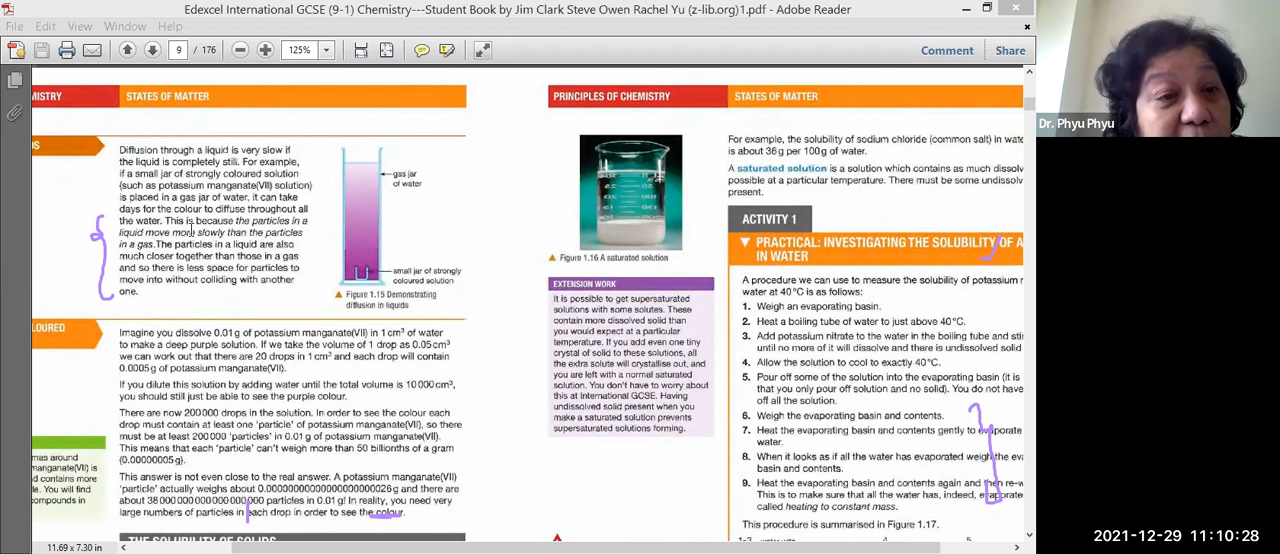 Edexcel International GCSE (9-1) Chemistry---Student Book by Jim Clark Steve Owen Rachel Yu (z-lib.org)1.pdf - Adobe Reader
File Edit View Window Help
9 / 176
125%
Comment
Share
MISTRY
STATES OF MATTER
DS
Diffusion through a liquid is very slow if
the liquid is completely still. For example,
if a small jar of strongly coloured solution
(such as potassium manganate(VII) solution)
is placed in a gas jar of water, it can take
days for the colour to diffuse throughout all
the water. This is because the particles in a
liquid move more slowly than the particles
in a gas.The particles in a liquid are also
much closer together than those in a gas
and so there is less space for particles to
move into without colliding with another
one.
gas jar
of water
small jar of strongly
coloured solution
Figure 1.15 Demonstrating
diffusion in liquids
LOURED
Imagine you dissolve 0.01 g of potassium manganate(VII) in 1 cm³ of water
to make a deep purple solution. If we take the volume of 1 drop as 0.05 cm³
we can work out that there are 20 drops in 1 cm³ and each drop will contain
0.0005 g of potassium manganate(VII).
If you dilute this solution by adding water until the total volume is 10 000 cm³,
you should still just be able to see the purple colour.
There are now 200 000 drops in the solution. In order to see the colour each
drop must contain at least one 'particle' of potassium manganate(VII), so there
must be at least 200 000 'particles' in 0.01 g of potassium manganate(VII).
This means that each 'particle' can't weigh more than 50 billionths of a gram
(0.00000005 g).
mas around
manganate(VII) is
d contains more
le. You will find
ompounds in
This answer is not even close to the real answer. A potassium manganate(VII)
'particle' actually weighs about 0.00000000000000000000026 g and there are
about 38 000 000 000 000 000 000 particles in 0.01 g! In reality, you need very
large numbers of particles in each drop in order to see the colour.
THE SOLUBILITY OF SOLIDS
PRINCIPLES OF CHEMISTRY
STATES OF MATTER
Figure 1.16 A saturated solution
EXTENSION WORK
It is possible to get supersaturated
solutions with some solutes. These
contain more dissolved solid than
you would expect at a particular
temperature. If you add even one tiny
crystal of solid to these solutions, all
the extra solute will crystallise out, and
you are left with a normal saturated
solution. You don't have to worry about
this at International GCSE. Having
undissolved solid present when you
make a saturated solution prevents
supersaturated solutions forming.
For example, the solubility of sodium chloride (common salt) in wate
is about 36 g per 100 g of water.
A saturated solution is a solution which contains as much dissolv
possible at a particular temperature. There must be some undissolv
present.
ACTIVITY 1
PRACTICAL: INVESTIGATING THE SOLUBILITY OF A
IN WATER
A procedure we can use to measure the solubility of potassium n
water at 40 °C is as follows:
1. Weigh an evaporating basin.
2. Heat a boiling tube of water to just above 40 °C.
3. Add potassium nitrate to the water in the boiling tube and sti
until no more of it will dissolve and there is undissolved solid
4. Allow the solution to cool to exactly 40 °C.
5. Pour off some of the solution into the evaporating basin (it is
that you only pour off solution and no solid). You do not have
off all the solution.
6. Weigh the evaporating basin and contents.
7. Heat the evaporating basin and contents gently to evaporate
water.
8. When it looks as if all the water has evaporated weigh the eva
basin and contents.
9. Heat the evaporating basin and contents again and then re-w
This is to make sure that all the water has, indeed, evaporate
called heating to constant mass.
This procedure is summarised in Figure 1.17.
1-3 water with 4 5
11.69 x 7.30 in
Dr. Phyu Phyu
2021-12-29 11:10:28